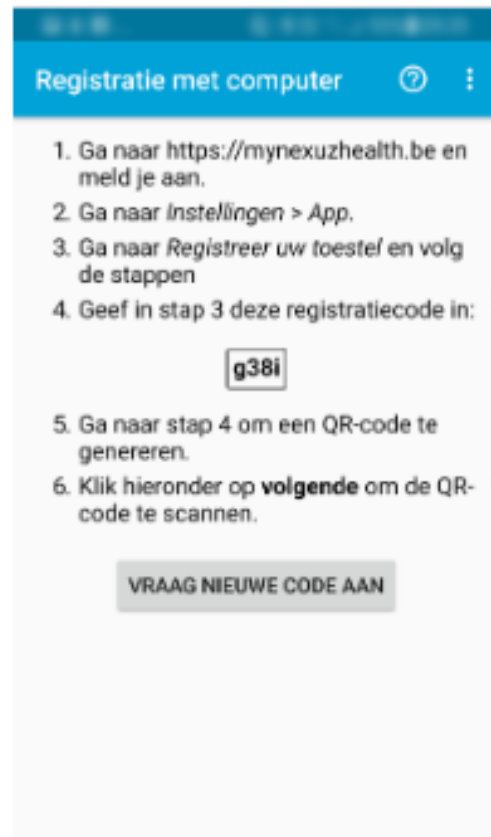 Registratie met computer
1. Ga naar https://mynexuzhealth.be en
meld je aan.
2. Ga naar Instellingen > App.
3. Ga naar Registreer uw toestel en volg
de stappen
4. Geef in stap 3 deze registratiecode in:
g38i
5. Ga naar stap 4 om een QR-code te
genereren.
6. Klik hieronder op volgende om de QR-
code te scannen.
VRAAG NIEUWE CODE AAN